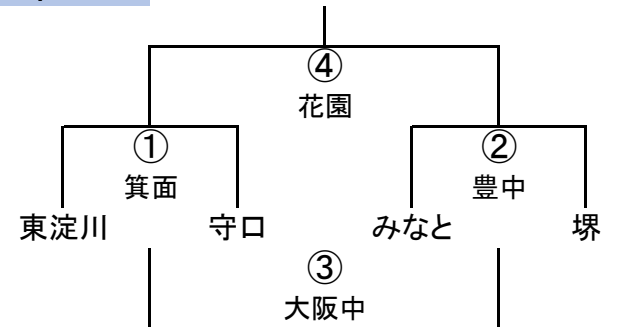 ④
花園
① ②
箕面 豊中
東淀川 守口 みなと 堺
③
大阪中